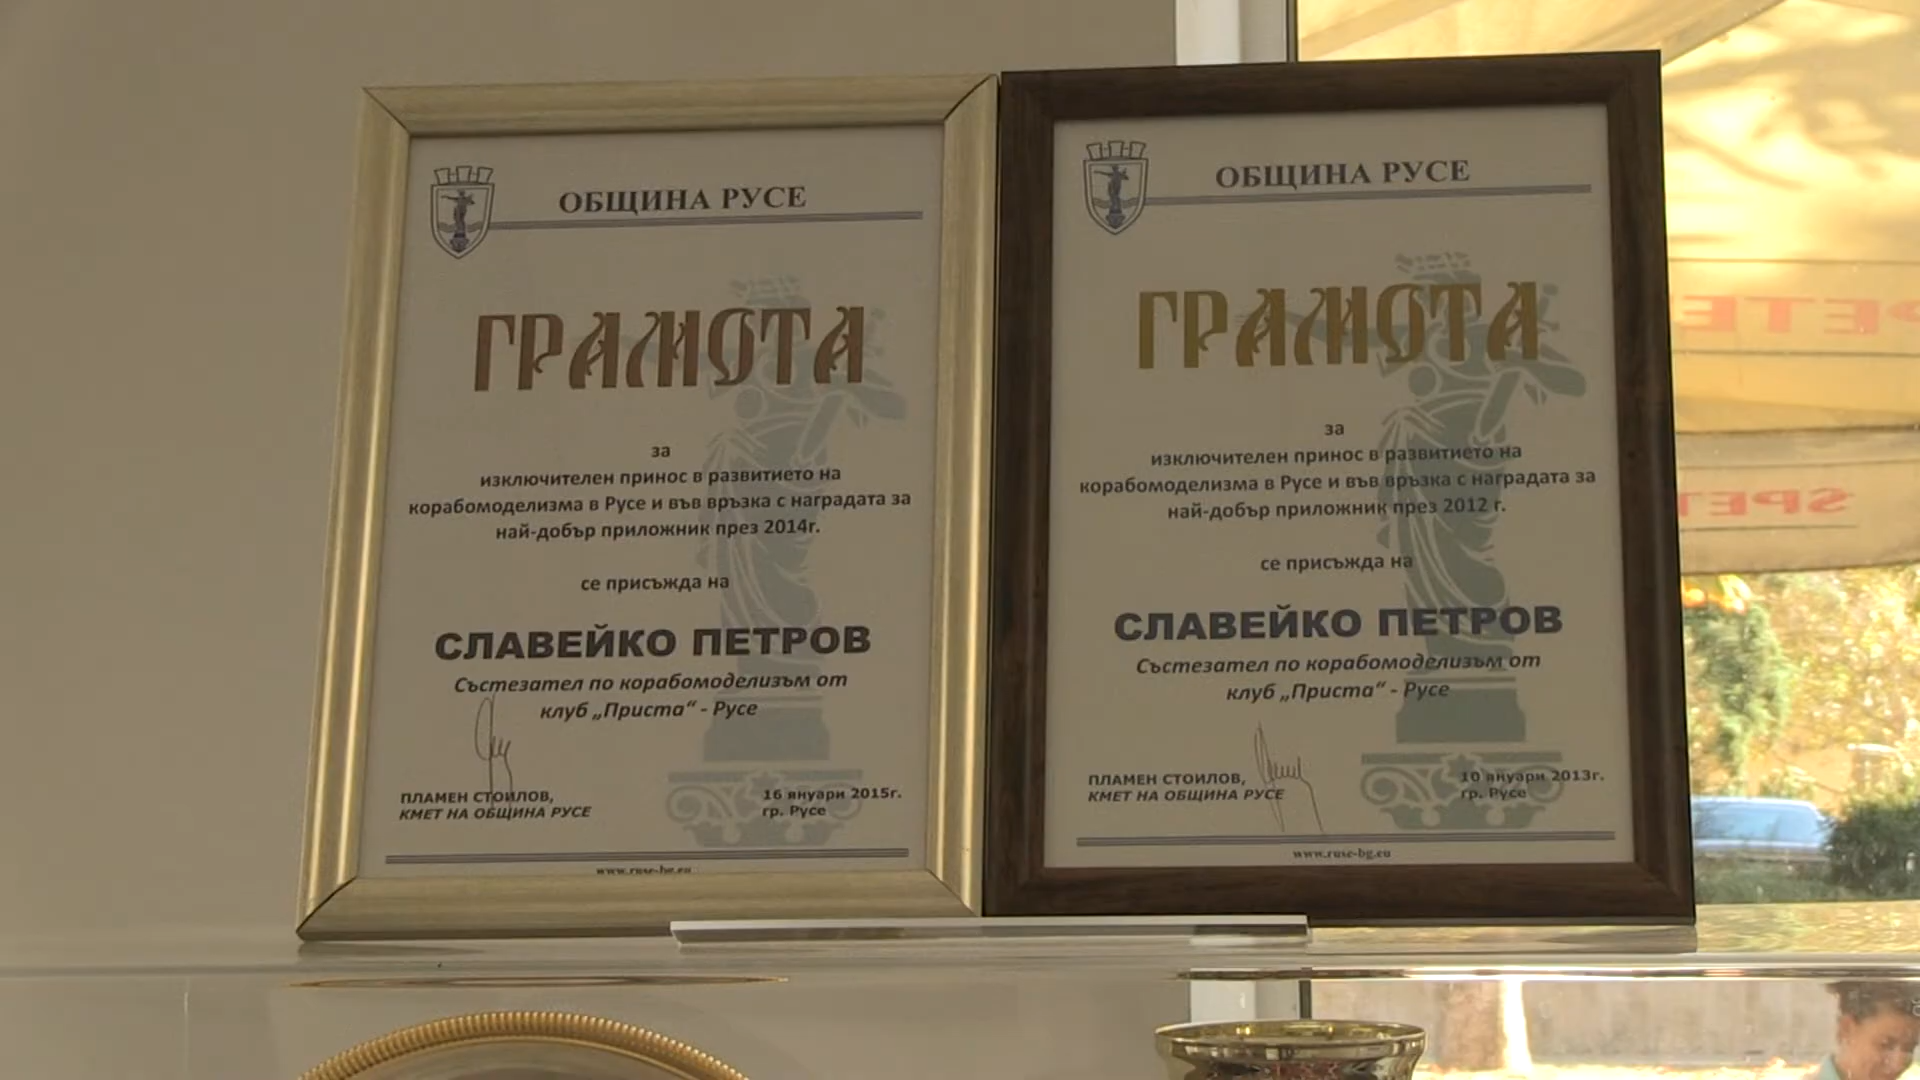 ОБЩИНА РУСЕ
ГРАМОТА
за
изключителен принос в развитието на
корабомоделизма в Русе и във връзка с наградата за
най-добър приложник през 2014г.
се присъжда на
СЛАВЕЙКО ПЕТРОВ
Състезател по корабомоделизъм от
клуб „Приста“ - Русе
ПЛАМЕН СТОИЛОВ,
КМЕТ НА ОБЩИНА РУСЕ
16 януари 2015г.
гр. Русе
www.ruse-bg.eu
ОБЩИНА РУСЕ
ГРАМОТА
за
изключителен принос в развитието на
корабомоделизма в Русе и във връзка с наградата за
най-добър приложник през 2012 г.
се присъжда на
СЛАВЕЙКО ПЕТРОВ
Състезател по корабомоделизъм от
клуб „Приста“ - Русе
ПЛАМЕН СТОИЛОВ,
КМЕТ НА ОБЩИНА РУСЕ
10 януари 2013г.
гр. Русе
www.ruse-bg.eu